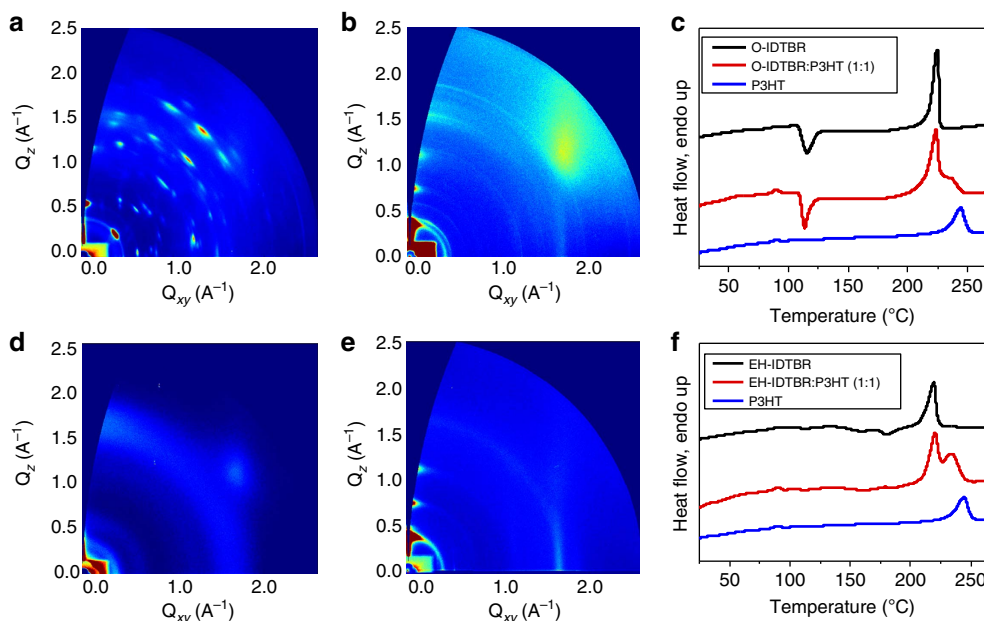 a
2.5
2.0
1.5
1.0
0.5
0.0
Q_z (A⁻¹)
0.0 1.0 2.0
Q_xy (A⁻¹)
b
2.5
2.0
1.5
1.0
0.5
0.0
Q_z (A⁻¹)
0.0 1.0 2.0
Q_xy (A⁻¹)
c
O-IDTBR
O-IDTBR:P3HT (1:1)
P3HT
Heat flow, endo up
50 100 150 200 250
Temperature (°C)
d
2.5
2.0
1.5
1.0
0.5
0.0
Q_z (A⁻¹)
0.0 1.0 2.0
Q_xy (A⁻¹)
e
2.5
2.0
1.5
1.0
0.5
0.0
Q_z (A⁻¹)
0.0 1.0 2.0
Q_xy (A⁻¹)
f
EH-IDTBR
EH-IDTBR:P3HT (1:1)
P3HT
Heat flow, endo up
50 100 150 200 250
Temperature (°C)